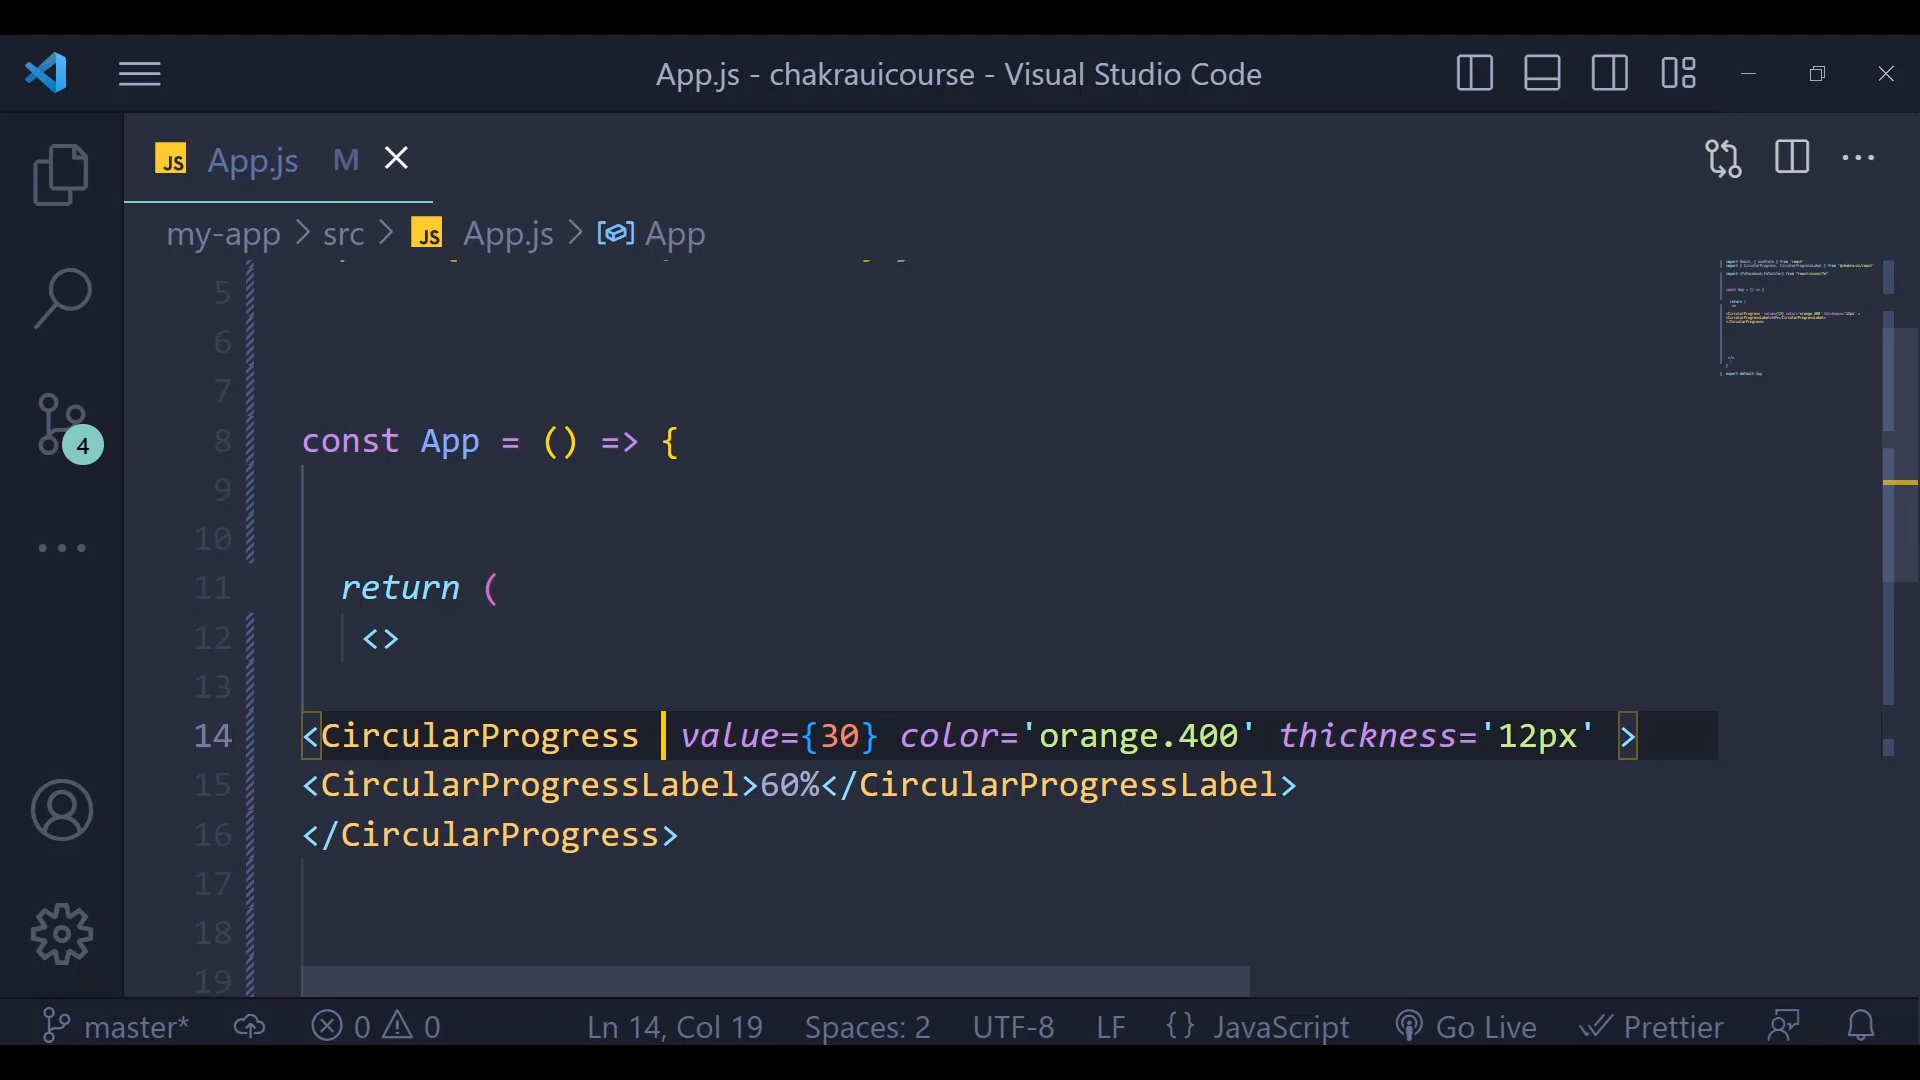 App.js - chakrauicourse - Visual Studio Code
JS App.js M
my-app > src > JS App.js > App
5
6
7
8 const App = () => {
9
10
11 return (
12 <>
13
14 <CircularProgress value={30} color='orange.400' thickness='12px' >
15 <CircularProgressLabel>60%</CircularProgressLabel>
16 </CircularProgress>
17
18
19
4
master* 0 0 Ln 14, Col 19 Spaces: 2 UTF-8 LF {} JavaScript Go Live Prettier